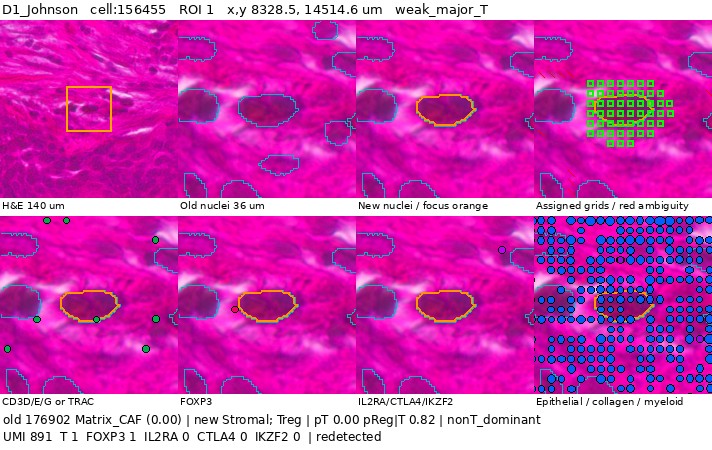 D1_Johnson   cell:156455   ROI 1   x,y 8328.5, 14514.6 um   weak_major_T
H&E 140 um   Old nuclei 36 um   New nuclei / focus orange   Assigned grids / red ambiguity
CD3D/E/G or TRAC   FOXP3   IL2RA/CTLA4/IKZF2   Epithelial / collagen / myeloid
old 176902 Matrix_CAF (0.00) | new Stromal; Treg | pT 0.00 pReg|T 0.82 | nonT_dominant
UMI 891  T 1  FOXP3 1  IL2RA 0  CTLA4 0  IKZF2 0  | redetected